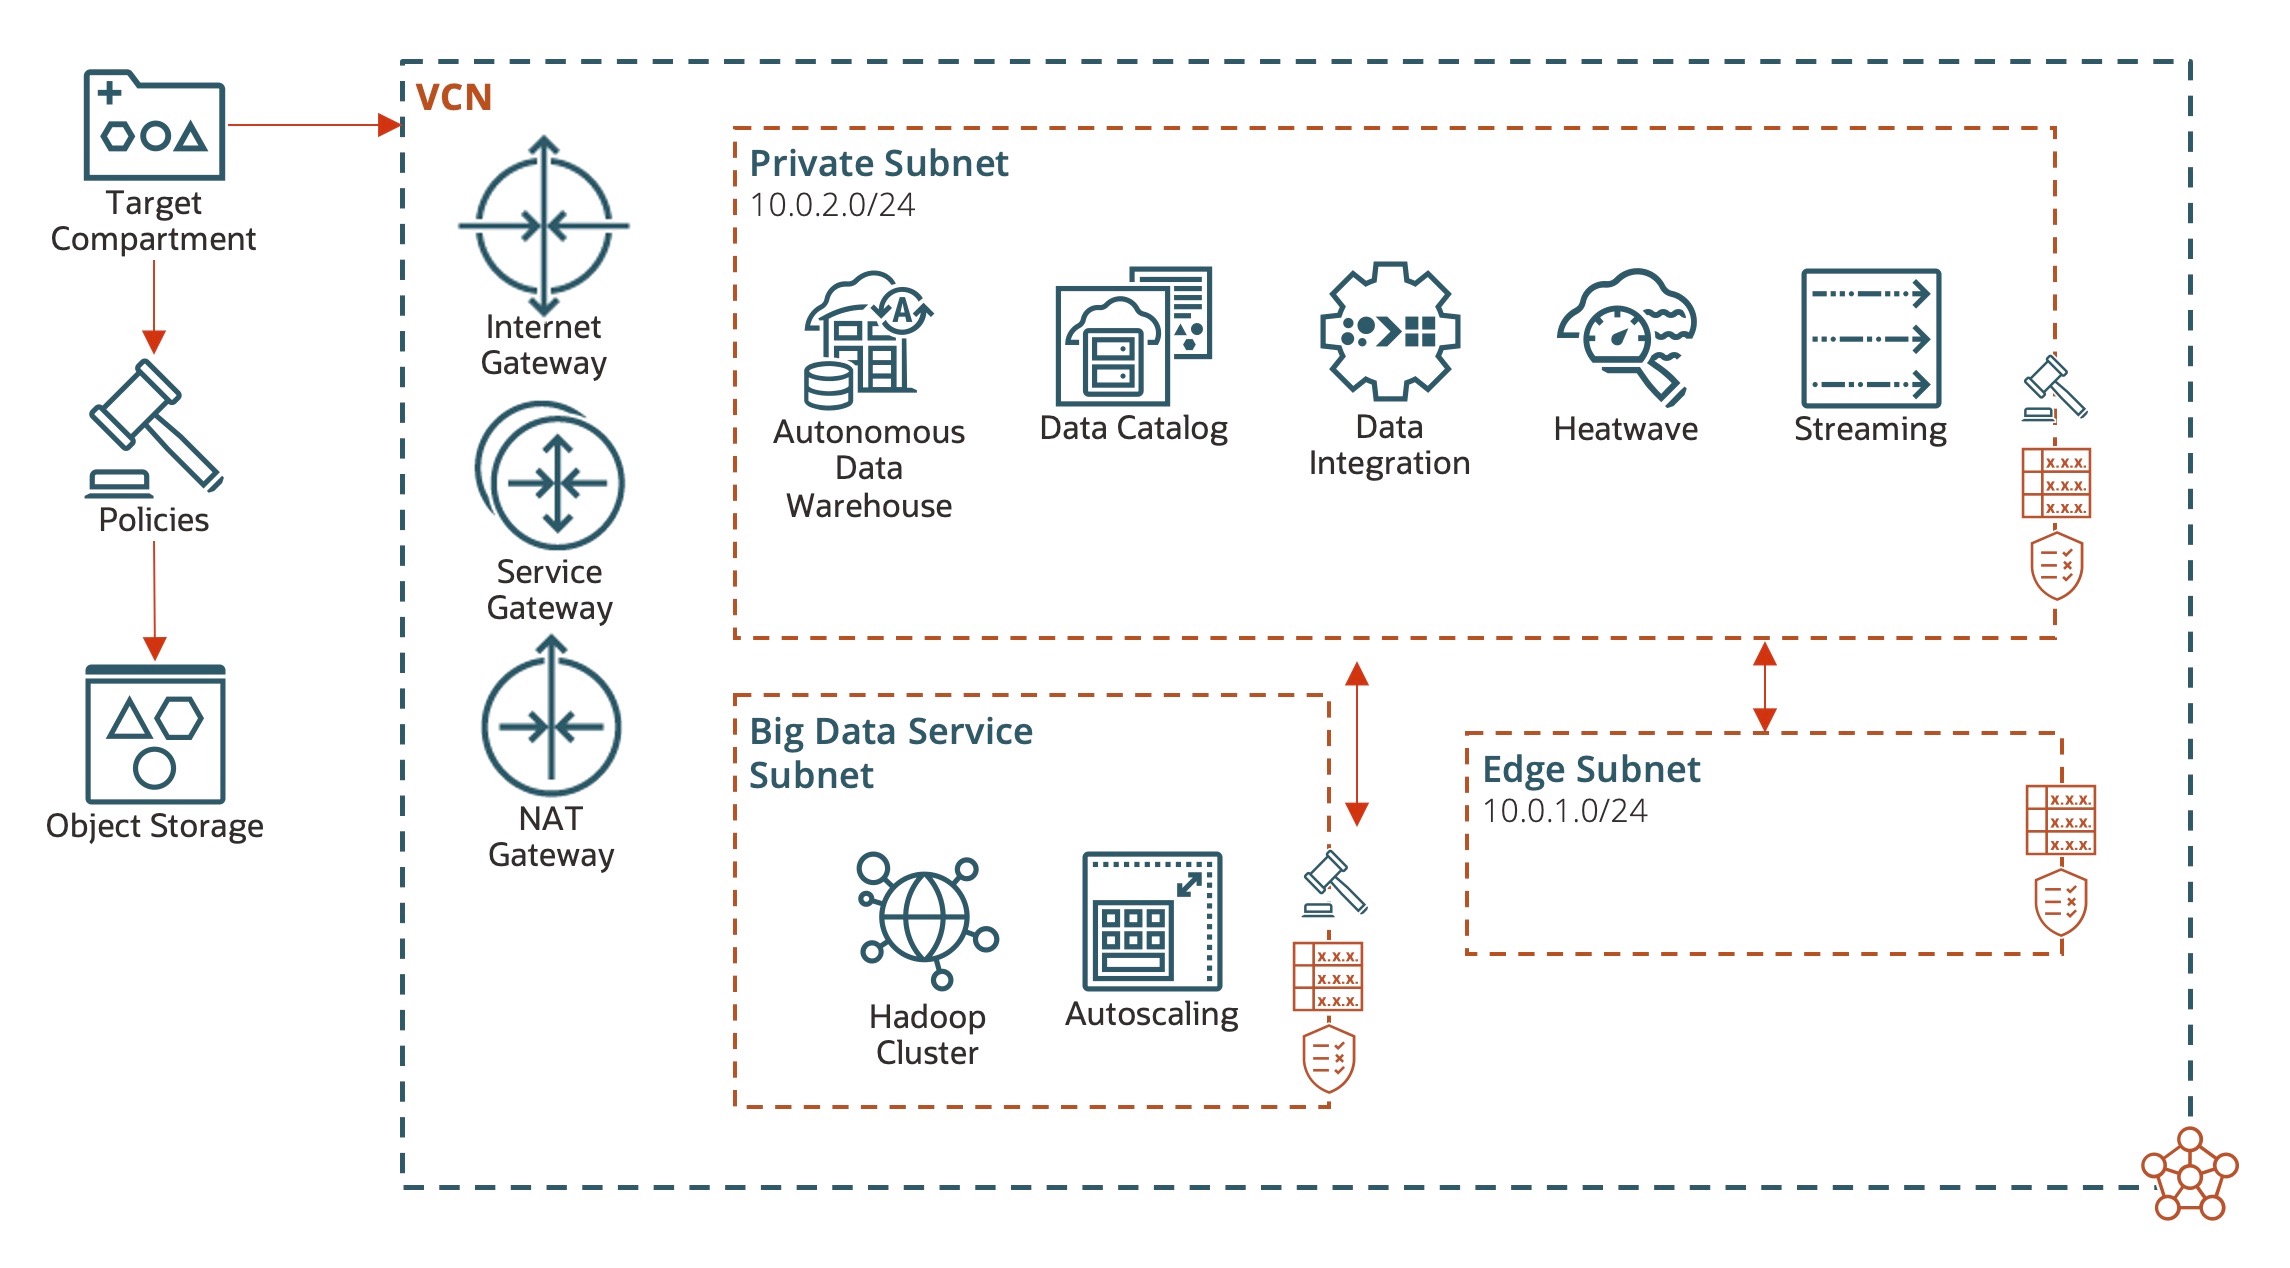 Target
Compartment
Policies
Object Storage
VCN
Internet
Gateway
Service
Gateway
NAT
Gateway
Private Subnet
10.0.2.0/24
Autonomous
Data
Warehouse
A
Data Catalog
Data
Integration
Heatwave
Streaming
x.x.x.
x.x.x.
x.x.x.
Big Data Service
Subnet
Hadoop
Cluster
Autoscaling
x.x.x.
x.x.x.
x.x.x.
Edge Subnet
10.0.1.0/24
x.x.x.
x.x.x.
x.x.x.